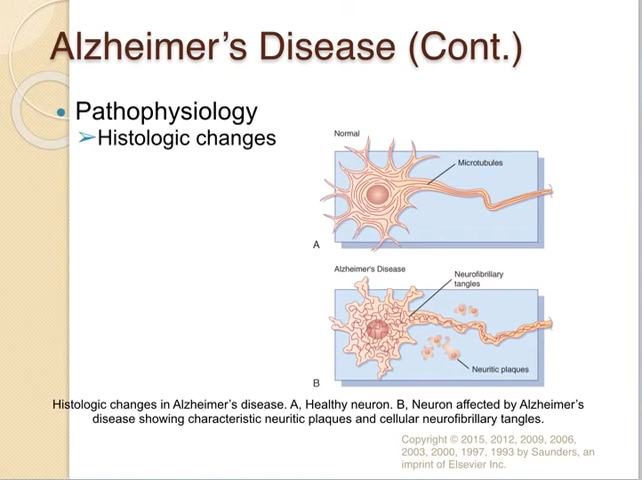 Alzheimer's Disease (Cont.)
Pathophysiology
Histologic changes
Normal
Microtubules
A
Alzheimer's Disease
Neurofibrillary
tangles
Neuritic plaques
B
Histologic changes in Alzheimer's disease. A, Healthy neuron. B, Neuron affected by Alzheimer's
disease showing characteristic neuritic plaques and cellular neurofibrillary tangles.
Copyright © 2015, 2012, 2009, 2006,
2003, 2000, 1997, 1993 by Saunders, an
imprint of Elsevier Inc.